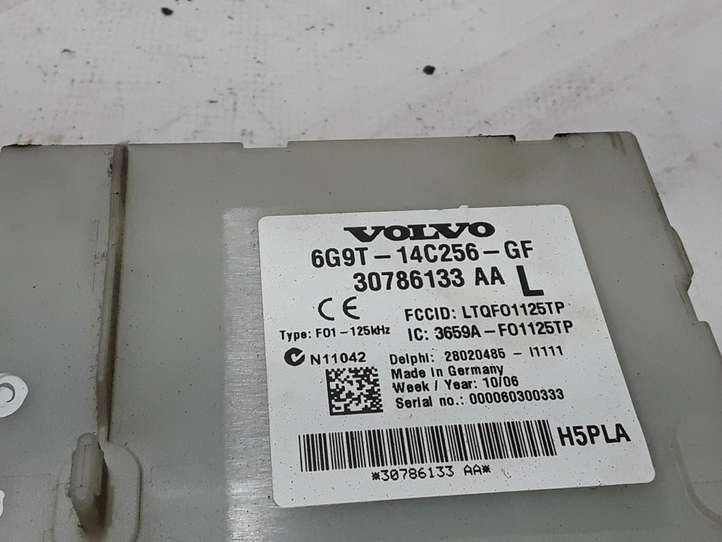 VOLVO
6G9T-14C256-GF
30786133 AA L
CE FCCID: LTQFO1125TP
Type: FO1-125kHz IC: 3659A-FO1125TP
N11042 Delphi: 28020485 - I1111
Made in Germany
Week / Year: 10/06
Serial no.: 000060300333
H5PLA
*30786133 AA*